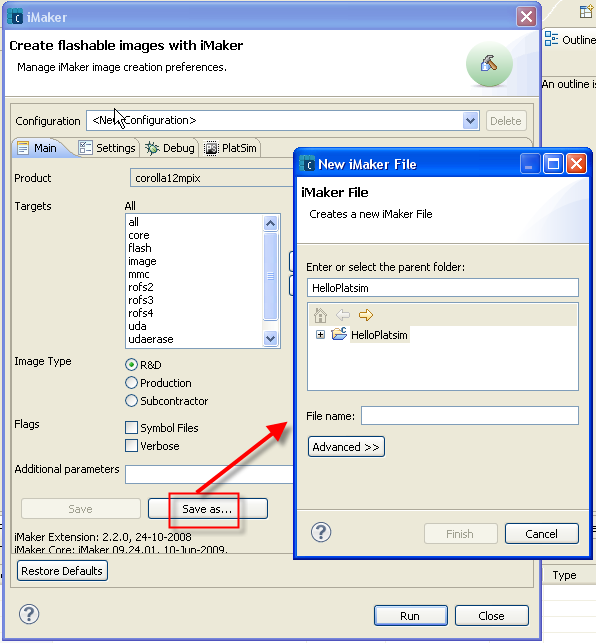 iMaker
Create flashable images with iMaker
Manage iMaker image creation preferences.
Outline
An outline is
Configuration
<New Configuration>
Delete
Main
Settings
Debug
PlatSim
Product
corolla12mpix
Targets
All
all
core
flash
image
mmc
rofs2
rofs3
rofs4
uda
udaerase
Image Type
R&D
Production
Subcontractor
Flags
Symbol Files
Verbose
Additional parameters
Save
Save as...
iMaker Extension: 2.2.0, 24-10-2008
iMaker Core: iMaker 09.24.01, 10-Jun-2009.
Restore Defaults
Run
Close
Type
New iMaker File
iMaker File
Creates a new iMaker File
Enter or select the parent folder:
HelloPlatsim
HelloPlatsim
File name:
Advanced >>
Finish
Cancel